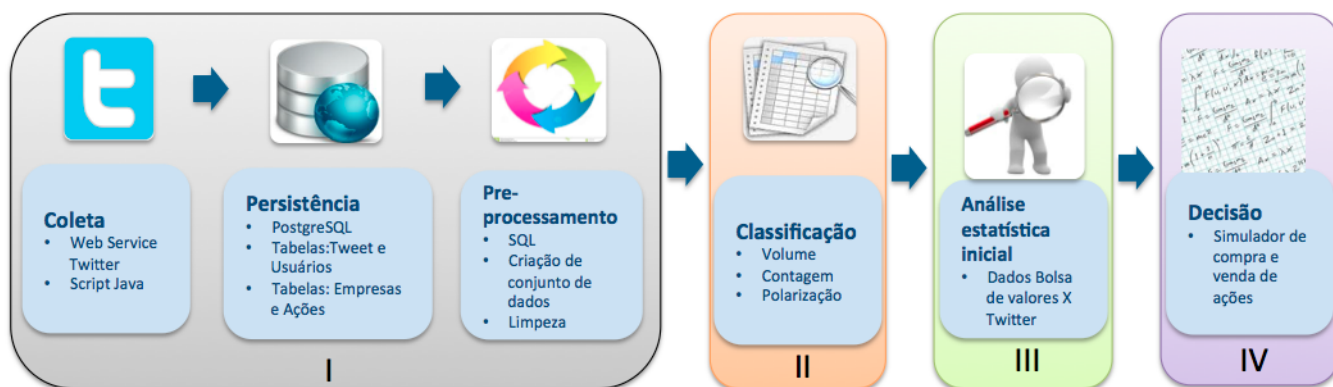 Coleta
• Web Service
Twitter
• Script Java
Persistência
• PostgreSQL
• Tabelas:Tweet e
Usuários
• Tabelas: Empresas
e Ações
Pre-
processamento
• SQL
• Criação de
conjunto de
dados
• Limpeza
I
Classificação
• Volume
• Contagem
• Polarização
II
Análise
estatística
inicial
• Dados Bolsa
de valores X
Twitter
III
Decisão
• Simulador de
compra e
venda de
ações
IV